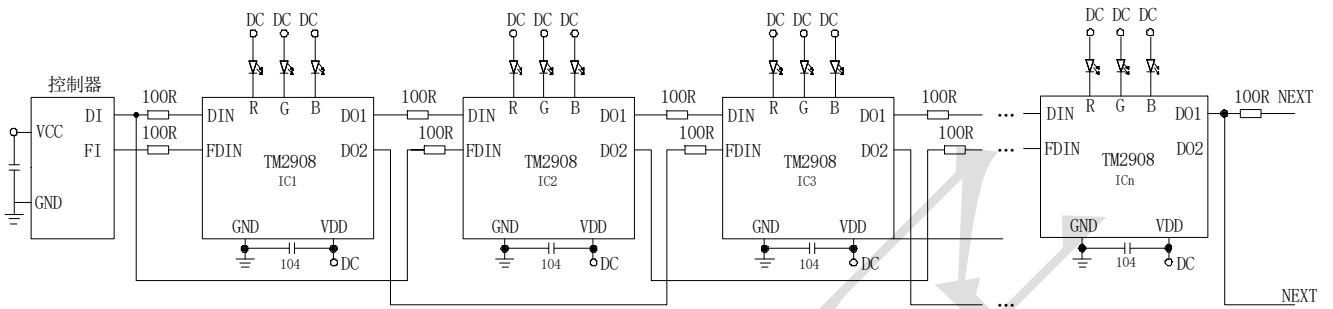 DC DC DC
DC DC DC
DC DC DC
DC DC DC
控制器
VCC
GND
DI
FI
100R
100R
R G B
DIN
FDIN
DO1
DO2
TM2908
IC1
GND
VDD
104
DC
100R
100R
R G B
DIN
FDIN
DO1
DO2
TM2908
IC2
GND
VDD
104
DC
100R
100R
R G B
DIN
FDIN
DO1
DO2
TM2908
IC3
GND
VDD
104
DC
100R
100R
...
...
...
R G B
DIN
FDIN
DO1
DO2
TM2908
ICn
GND
VDD
104
DC
100R
NEXT
NEXT